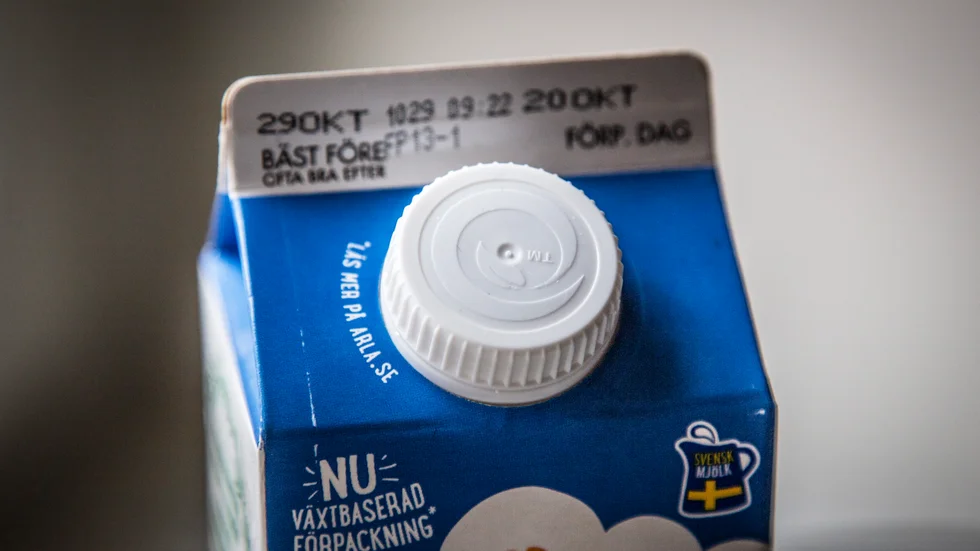 29OKT 1029 09:22 20OKT
BÄST FÖRE FP13-1 FÖRP. DAG
OFTA BRA EFTER
TM
*LÄS MER PÅ ARLA.SE
NU
VÄXTBASERAD
FÖRPACKNING*
SVENSK
MJÖLK